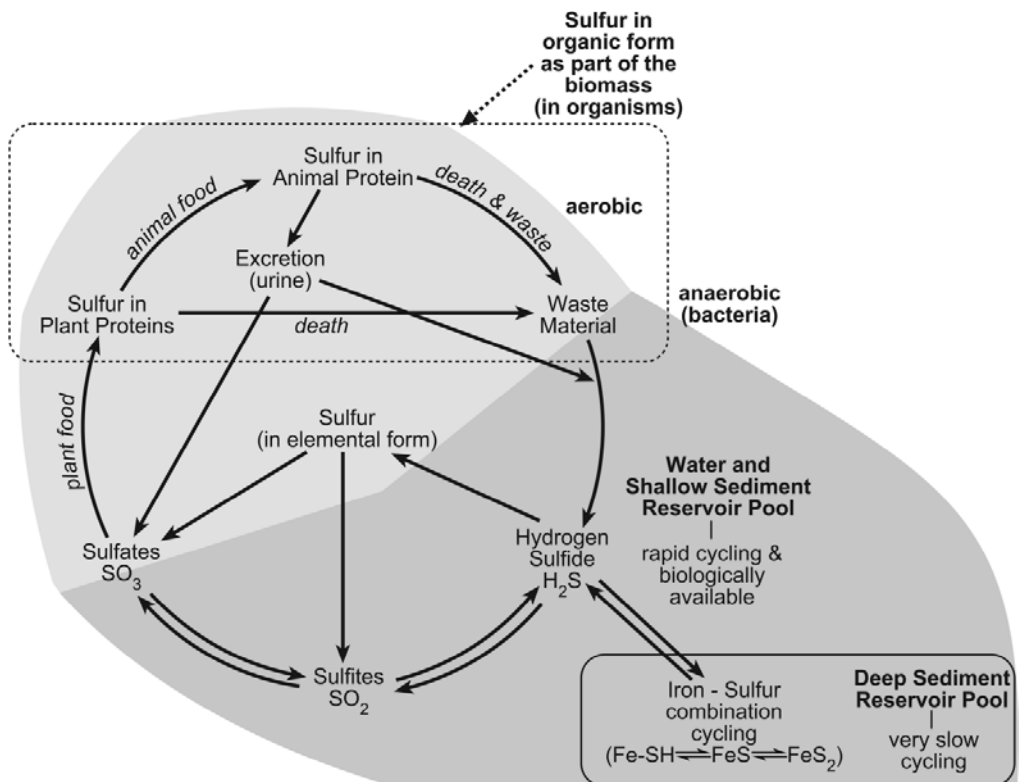 Sulfur in
organic form
as part of the
biomass
(in organisms)
Sulfur in
Animal Protein
death & waste
aerobic
animal food
Excretion
(urine)
anaerobic
(bacteria)
Sulfur in
Plant Proteins
death
Waste
Material
plant food
Sulfur
(in elemental form)
Water and
Shallow Sediment
Reservoir Pool
rapid cycling &
biologically
available
Hydrogen
Sulfide
H₂S
Sulfates
SO₃
Sulfites
SO₂
Iron - Sulfur
combination
cycling
(Fe-SH⇌FeS⇌FeS₂)
Deep Sediment
Reservoir Pool
very slow
cycling